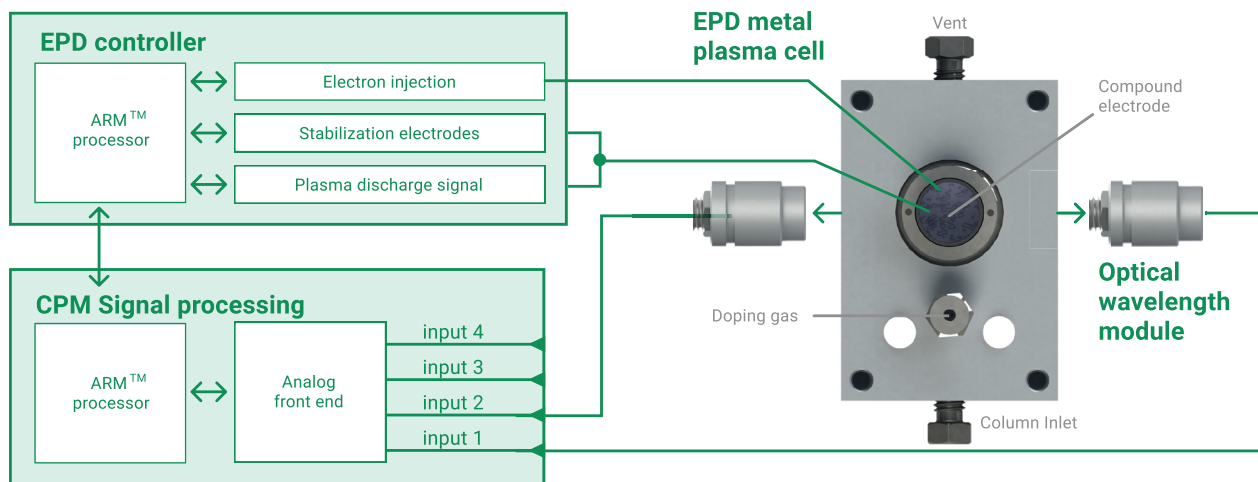 EPD controller
ARM™
processor
Electron injection
Stabilization electrodes
Plasma discharge signal
EPD metal
plasma cell
Vent
Compound
electrode
Doping gas
Column Inlet
Optical
wavelength
module
CPM Signal processing
ARM™
processor
Analog
front end
input 4
input 3
input 2
input 1